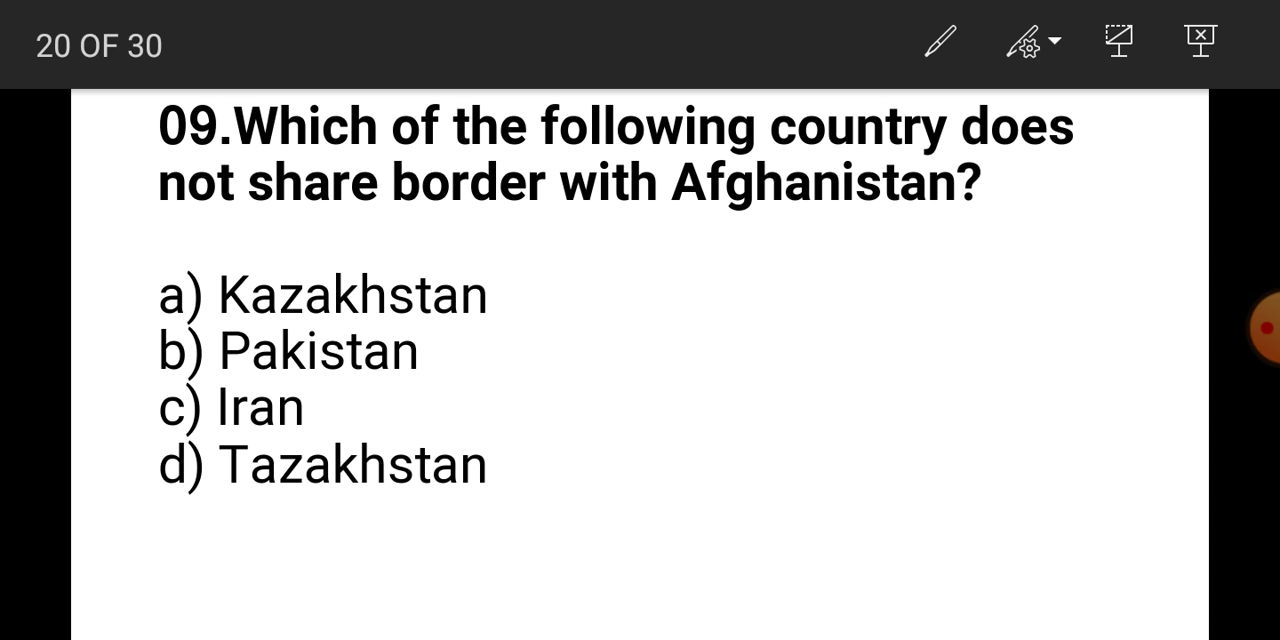 20 OF 30
09.Which of the following country does
not share border with Afghanistan?
a) Kazakhstan
b) Pakistan
c) Iran
d) Tazakhstan